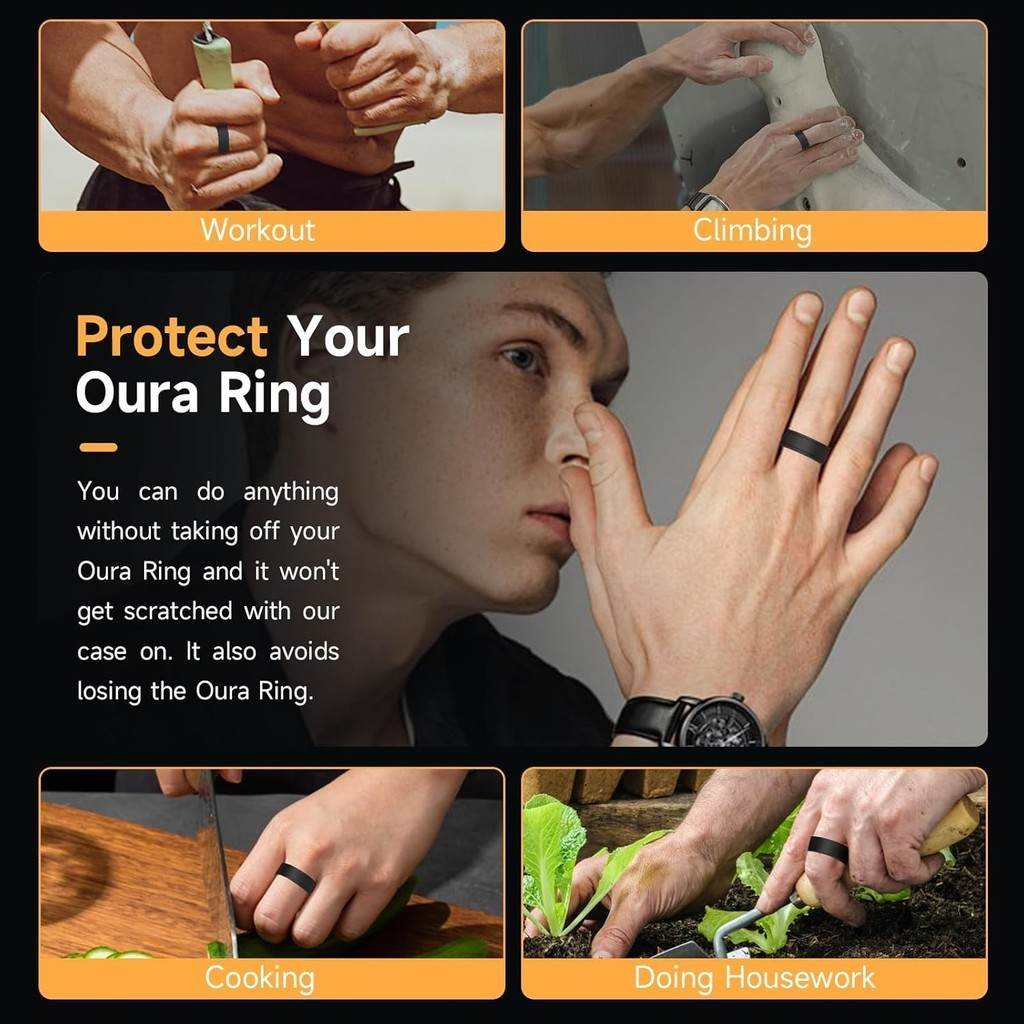 Workout
Climbing
Protect Your
Oura Ring
You can do anything
without taking off your
Oura Ring and it won't
get scratched with our
case on. It also avoids
losing the Oura Ring.
Cooking
Doing Housework